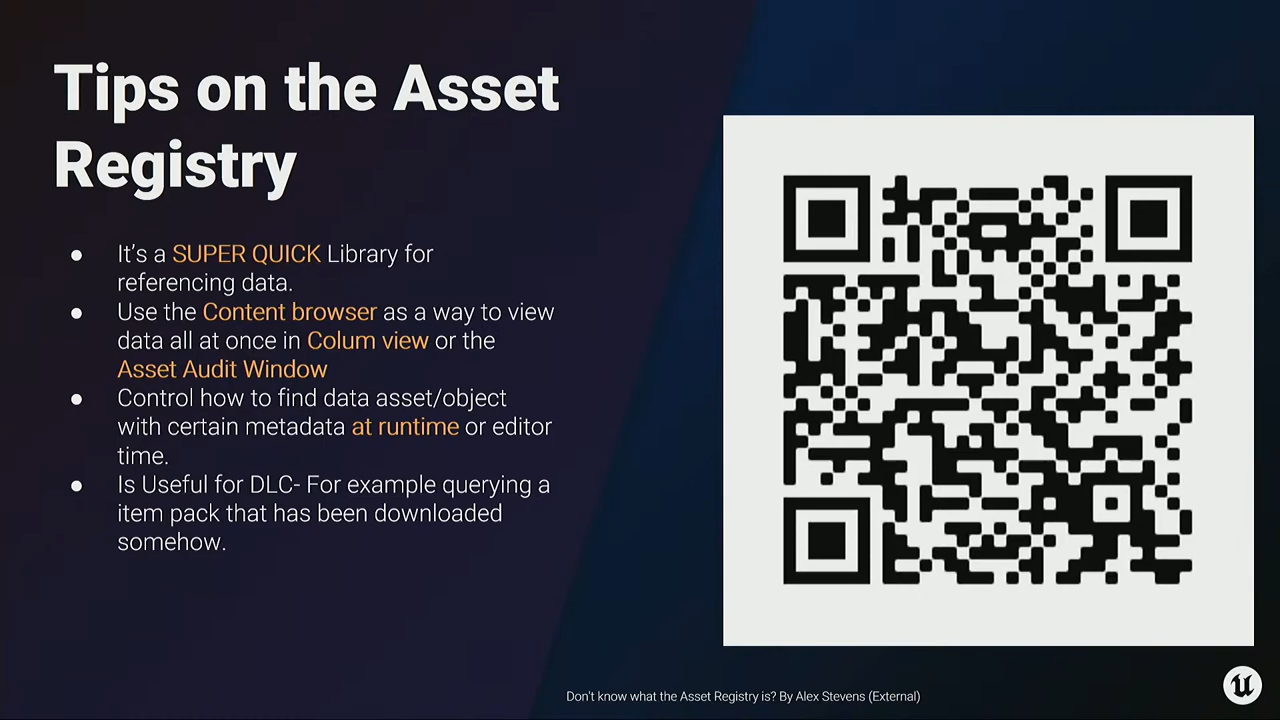 Tips on the Asset
Registry
● It’s a SUPER QUICK Library for
referencing data.
● Use the Content browser as a way to view
data all at once in Colum view or the
Asset Audit Window
● Control how to find data asset/object
with certain metadata at runtime or editor
time.
● Is Useful for DLC- For example querying a
item pack that has been downloaded
somehow.
Don’t know what the Asset Registry is? By Alex Stevens (External)